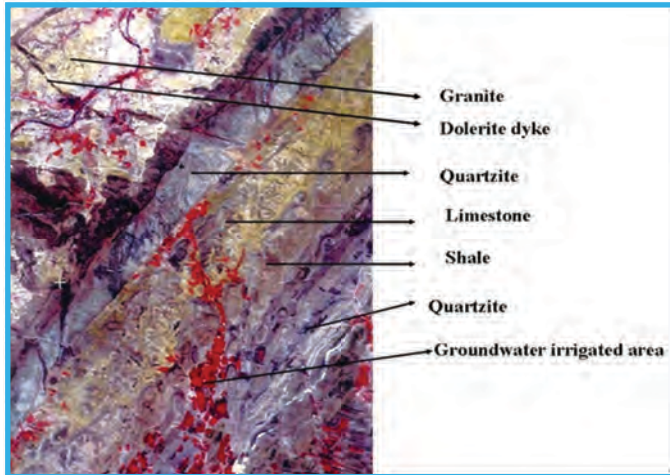 Granite
Dolerite dyke
Quartzite
Limestone
Shale
Quartzite
Groundwater irrigated area